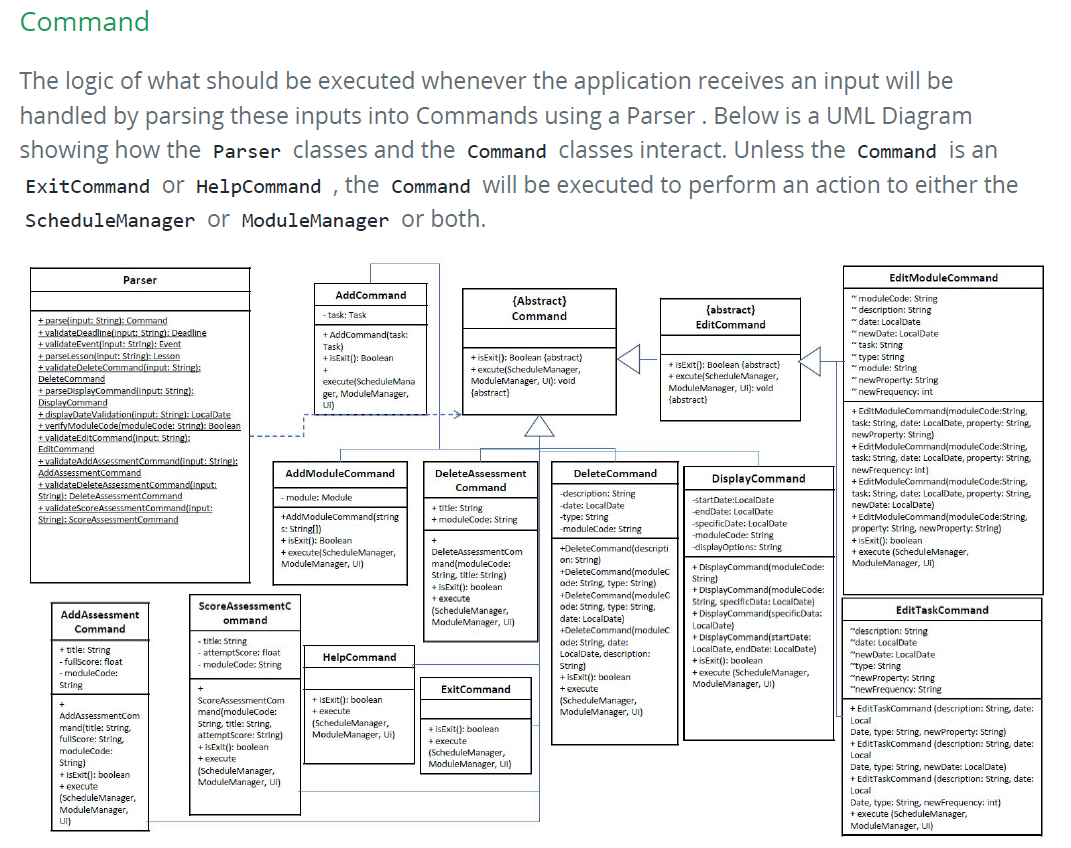 Command
The logic of what should be executed whenever the application receives an input will be
handled by parsing these inputs into Commands using a Parser . Below is a UML Diagram
showing how the Parser classes and the Command classes interact. Unless the Command is an
ExitCommand or HelpCommand , the Command will be executed to perform an action to either the
ScheduleManager or ModuleManager or both.
Parser
+ parse(input: String): Command
+ validateDeadline(input: String): Deadline
+ validateEvent(input: String): Event
+ parseLesson(input: String): Lesson
+ validateDeleteCommand(input: String):
DeleteCommand
+ parseDisplayCommand(input: String):
DisplayCommand
+ displayDateValidation(input: String): LocalDate
+ verifyModuleCode(moduleCode: String): Boolean
+ validateEditCommand(input: String):
EditCommand
+ validateAddAssessmentCommand(input: String):
AddAssessmentCommand
+ validateDeleteAssessmentCommand(input:
String): DeleteAssessmentCommand
+ validateScoreAssessmentCommand(input:
String): ScoreAssessmentCommand
AddCommand
- task: Task
+ AddCommand(task:
Task)
+ isExit(): Boolean
+
execute(ScheduleMana
ger, ModuleManager,
Ui)
{Abstract}
Command
+ isExit(): Boolean {abstract}
+ excute(ScheduleManager,
ModuleManager, UI): void
{abstract}
{abstract}
EditCommand
+ isExit(): Boolean {abstract}
+ excute(ScheduleManager,
ModuleManager, UI): void
{abstract}
EditModuleCommand
~ moduleCode: String
~ description: String
~ date: LocalDate
~ newDate: LocalDate
~ task: String
~ type: String
~ module: String
~ newProperty: String
~ newFrequency: int
+ EditModuleCommand(moduleCode:String,
task: String, date: LocalDate, property: String,
newProperty: String)
+ EditModuleCommand(moduleCode:String,
task: String, date: LocalDate, property: String,
newFrequency: int)
+ EditModuleCommand(moduleCode:String,
task: String, date: LocalDate, property: String,
newDate: LocalDate)
+ EditModuleCommand(moduleCode:String,
property: String, newProperty: String)
+ isExit(): boolean
+ execute (ScheduleManager,
ModuleManager, Ui)
AddModuleCommand
- module: Module
+AddModuleCommand(string
s: String[])
+ isExit(): Boolean
+ execute(ScheduleManager,
ModuleManager, UI)
DeleteAssessment
Command
+ title: String
+ moduleCode: String
+
DeleteAssessmentCom
mand(moduleCode:
String, title: String)
+ isExit(): boolean
+ execute
(ScheduleManager,
ModuleManager, Ui)
DeleteCommand
-description: String
-date: LocalDate
-type: String
-moduleCode: String
+DeleteCommand(descripti
on: String)
+DeleteCommand(moduleC
ode: String, type: String)
+DeleteCommand(moduleC
ode: String, type: String,
date: LocalDate)
+DeleteCommand(moduleC
ode: String, date:
LocalDate, description:
String)
+ isExit(): boolean
+ execute
(ScheduleManager,
ModuleManager, Ui)
DisplayCommand
-startDate:LocalDate
-endDate: LocalDate
-specificDate: LocalDate
-moduleCode: String
-displayOptions: String
+ DisplayCommand(moduleCode:
String)
+ DisplayCommand(moduleCode:
String, specificData: LocalDate)
+ DisplayCommand(specificData:
LocalDate)
+ DisplayCommand(startDate:
LocalDate, endDate: LocalDate)
+ isExit(): boolean
+ execute (ScheduleManager,
ModuleManager, Ui)
AddAssessment
Command
+ title: String
- fullScore: float
- moduleCode:
String
+
AddAssessmentCom
mand(title: String,
fullScore: String,
moduleCode:
String)
+ isExit(): boolean
+ execute
(ScheduleManager,
ModuleManager,
Ui)
ScoreAssessmentC
ommand
- title: String
- attemptScore: float
- moduleCode: String
+
ScoreAssessmentCom
mand(moduleCode:
String, title: String,
attemptScore: String)
+ isExit(): boolean
+ execute
(ScheduleManager,
ModuleManager, Ui)
HelpCommand
+ isExit(): boolean
+ execute
(ScheduleManager,
ModuleManager, Ui)
ExitCommand
+ isExit(): boolean
+ execute
(ScheduleManager,
ModuleManager, Ui)
EditTaskCommand
~description: String
~date: LocalDate
~newDate: LocalDate
~type: String
~newProperty: String
~newFrequency: String
+ EditTaskCommand (description: String, date:
Local
Date, type: String, newProperty: String)
+ EditTaskCommand (description: String, date:
Local
Date, type: String, newDate: LocalDate)
+ EditTaskCommand (description: String, date:
Local
Date, type: String, newFrequency: int)
+ execute (ScheduleManager,
ModuleManager, Ui)